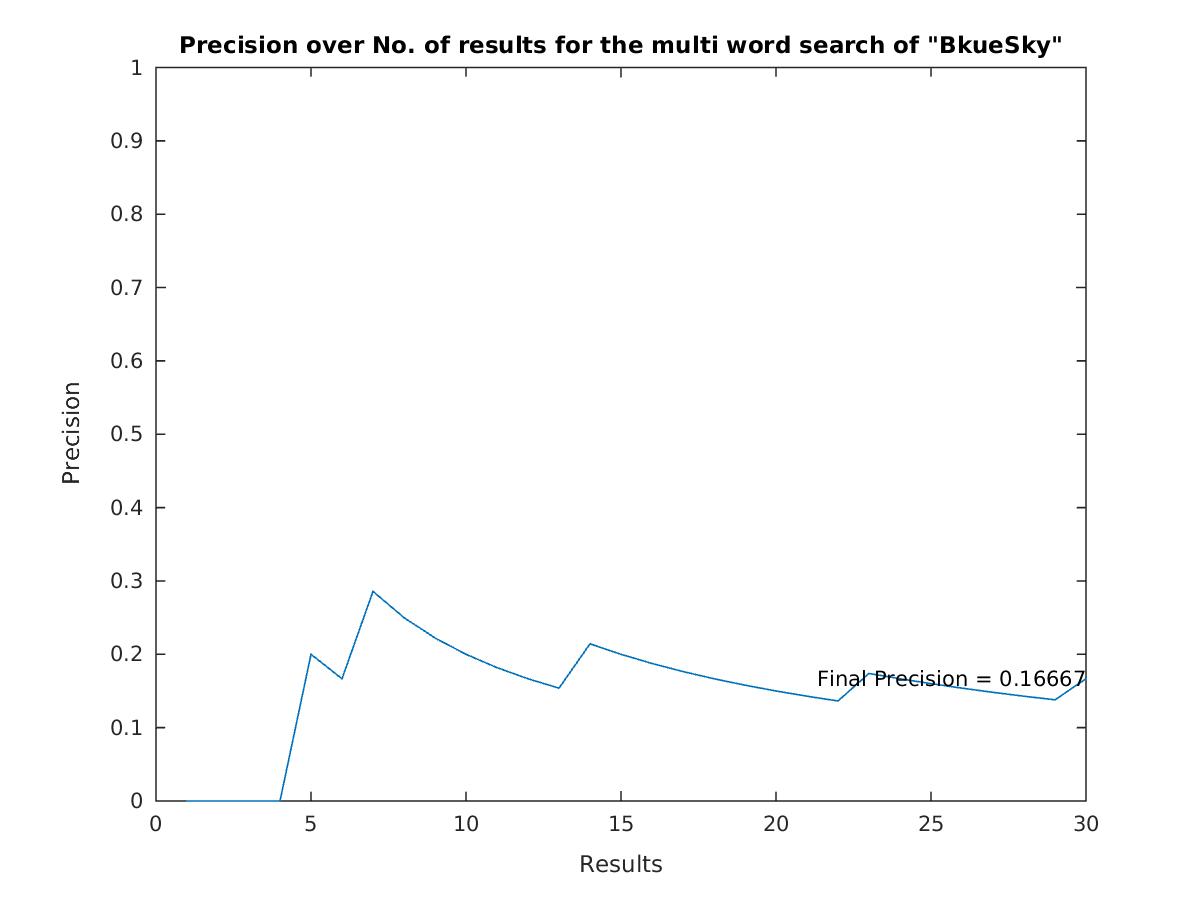 Precision over No. of results for the multi word search of "BkueSky"
1
0.9
0.8
0.7
0.6
0.5
0.4
0.3
0.2
0.1
0
Precision
Final Precision = 0.16667
0 5 10 15 20 25 30
Results